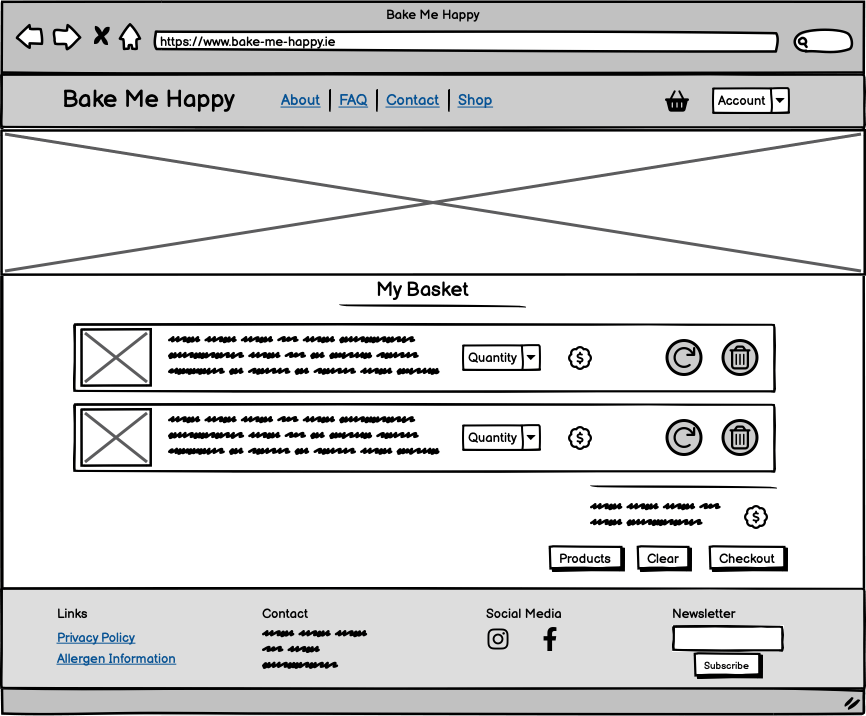 Bake Me Happy
https://www.bake-me-happy.ie
Bake Me Happy
About
FAQ
Contact
Shop
Account
My Basket
Quantity
$
Quantity
$
$
Products
Clear
Checkout
Links
Privacy Policy
Allergen Information
Contact
Social Media
Newsletter
Subscribe